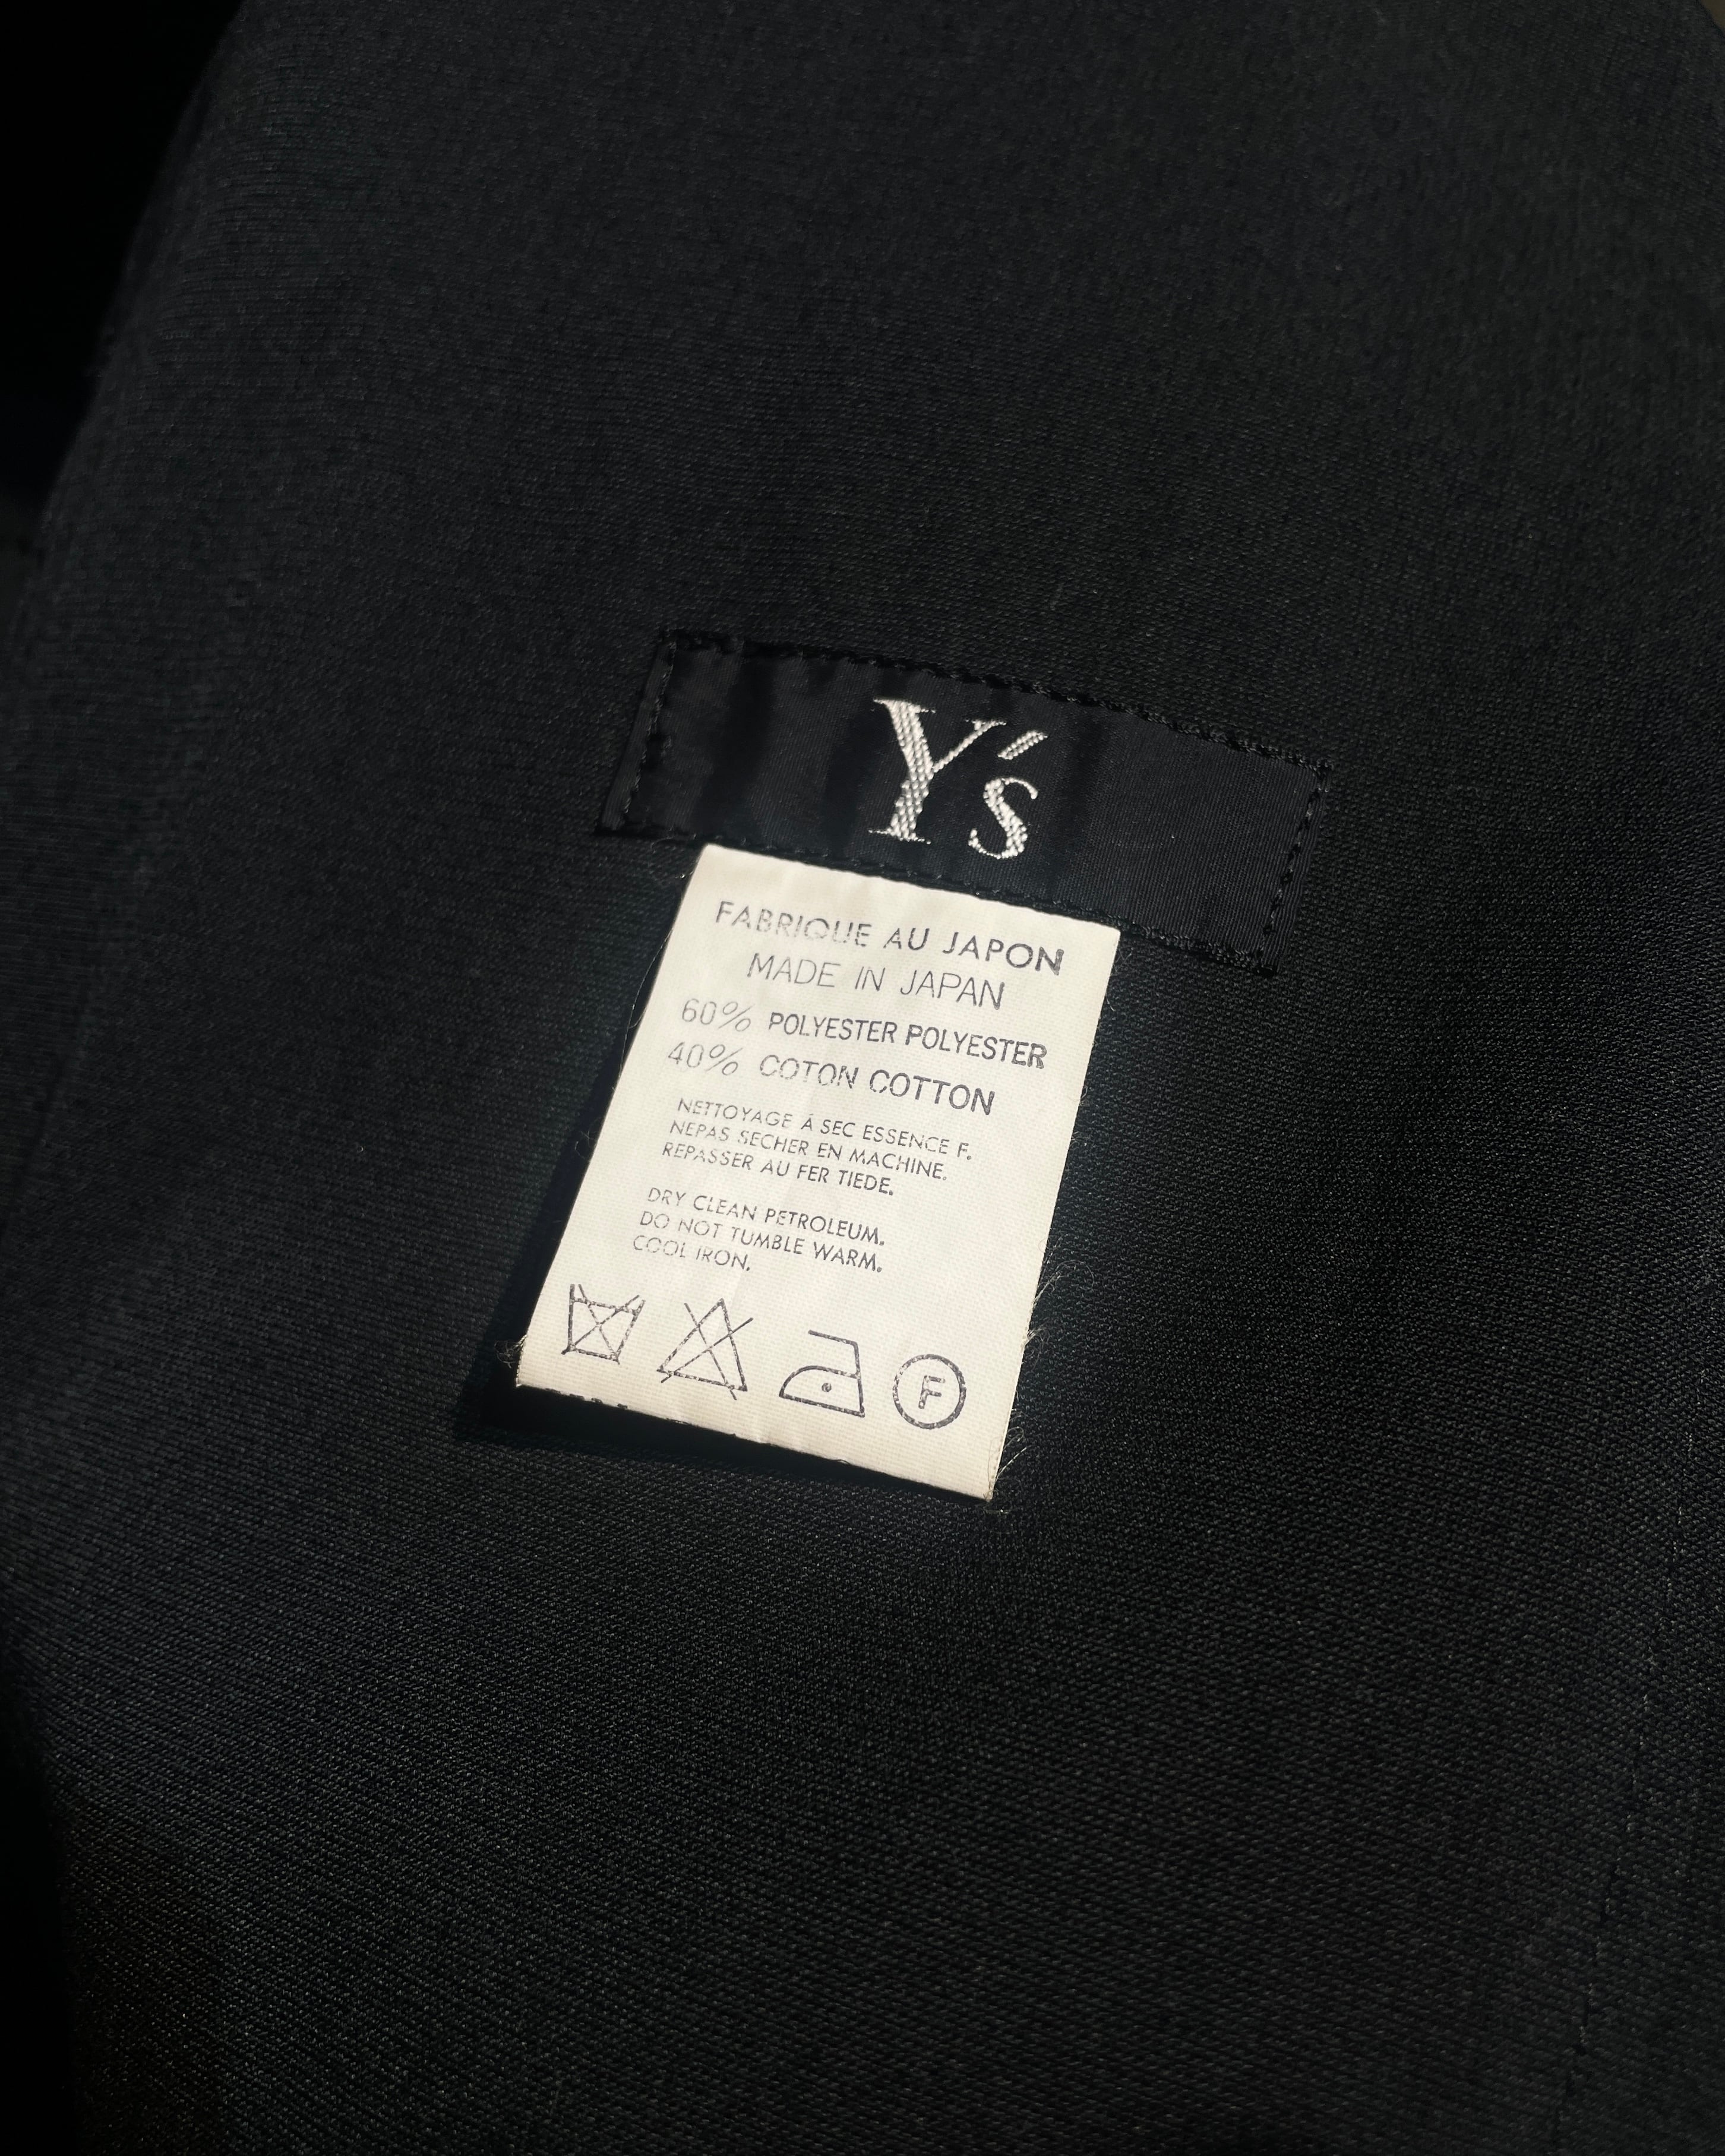 Y's
FABRIQUE AU JAPON
MADE IN JAPAN
60% POLYESTER POLYESTER
40% COTON COTTON
NETTOYAGE Á SEC ESSENCE F.
NEPAS SECHER EN MACHINE.
REPASSER AU FER TIEDE.
DRY CLEAN PETROLEUM.
DO NOT TUMBLE WARM.
COOL IRON.
F